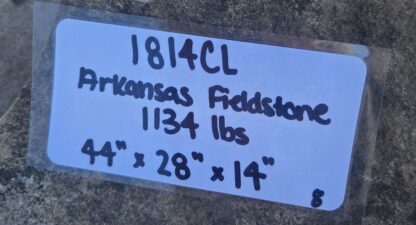 1814CL
Arkansas Fieldstone
1134 lbs
44" x 28" x 14"
8